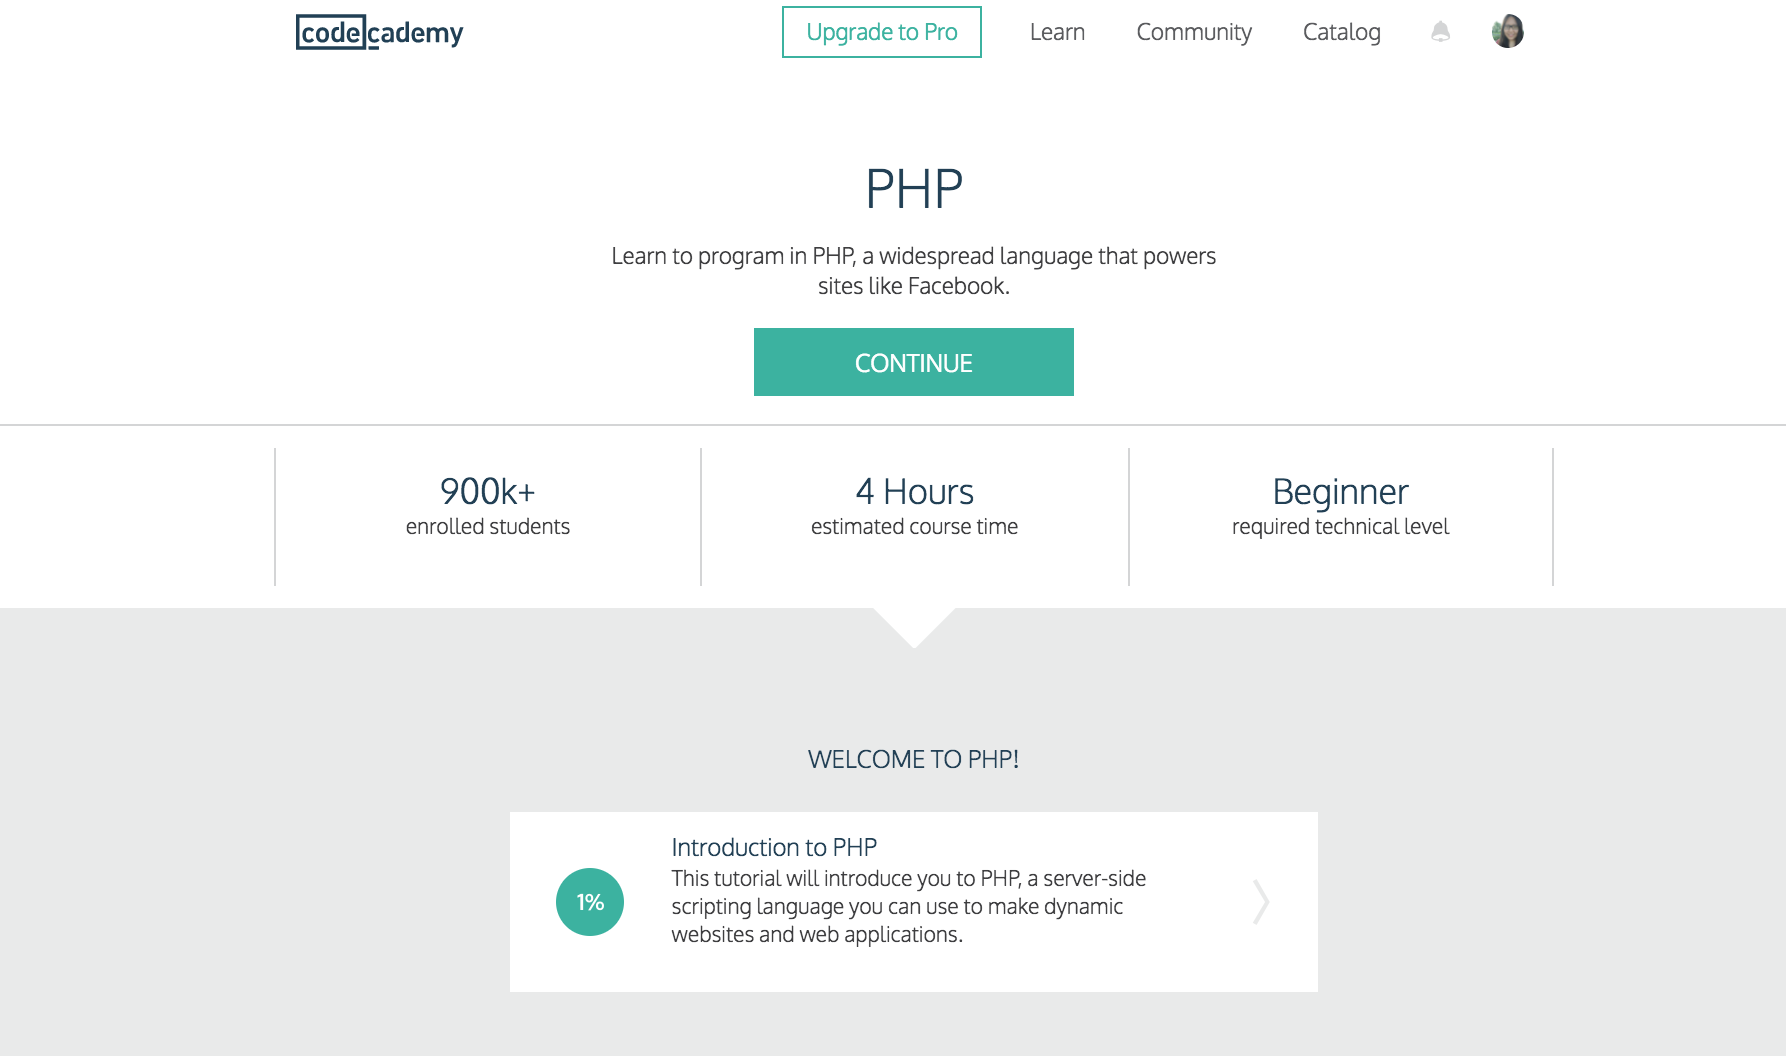 codecademy
Upgrade to Pro
Learn
Community
Catalog
PHP
Learn to program in PHP, a widespread language that powers
sites like Facebook.
CONTINUE
900k+
enrolled students
4 Hours
estimated course time
Beginner
required technical level
WELCOME TO PHP!
1%
Introduction to PHP
This tutorial will introduce you to PHP, a server-side
scripting language you can use to make dynamic
websites and web applications.